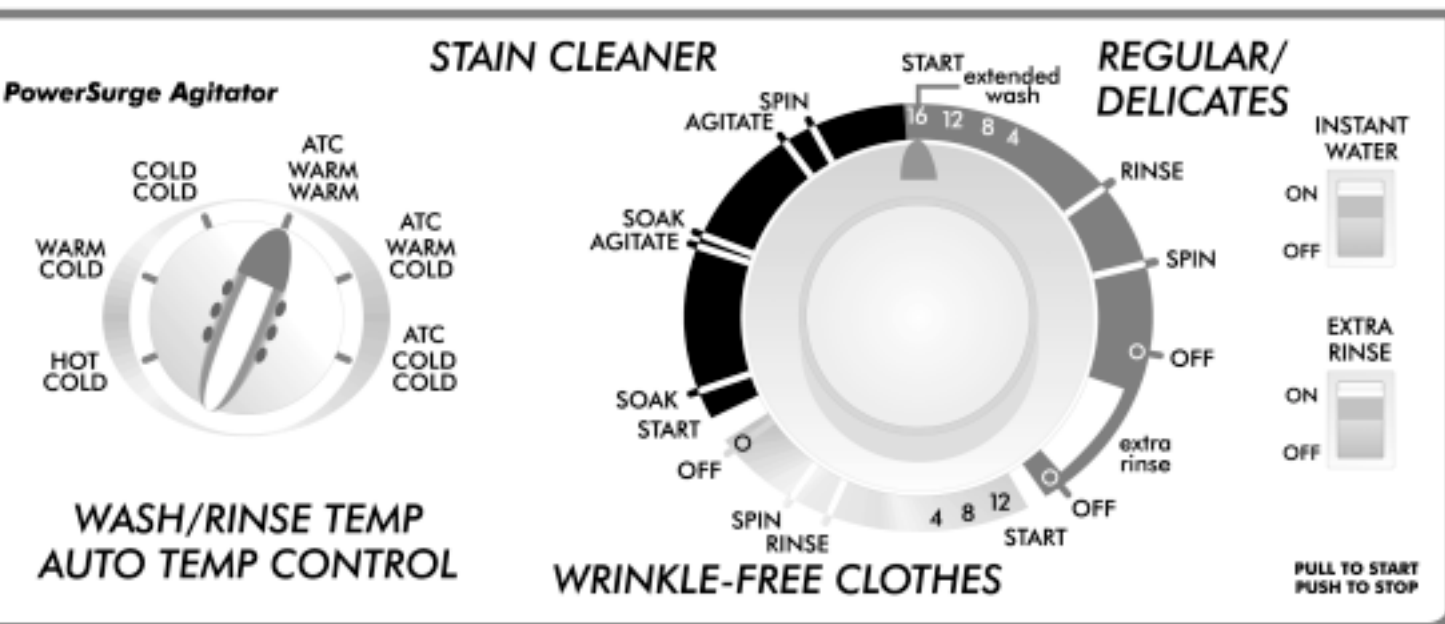 PowerSurge Agitator
COLD
COLD
ATC
WARM
WARM
WARM
COLD
ATC
WARM
COLD
HOT
COLD
ATC
COLD
COLD
WASH/RINSE TEMP
AUTO TEMP CONTROL
STAIN CLEANER
REGULAR/
DELICATES
START
extended
wash
16 12 8 4
SPIN
AGITATE
SOAK
AGITATE
SOAK
START
OFF
SPIN
RINSE
4 8 12
START
OFF
extra
rinse
OFF
SPIN
RINSE
WRINKLE-FREE CLOTHES
INSTANT
WATER
ON
OFF
EXTRA
RINSE
ON
OFF
PULL TO START
PUSH TO STOP